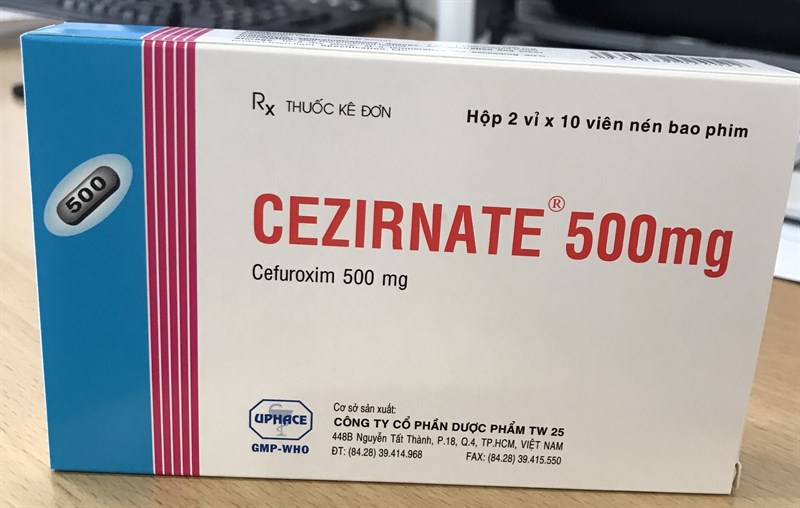 500
Rx THUỐC KÊ ĐƠN
Hộp 2 vỉ x 10 viên nén bao phim
CEZIRNATE® 500mg
Cefuroxim 500 mg
UPHACE
GMP-WHO
Cơ sở sản xuất:
CÔNG TY CỔ PHẦN DƯỢC PHẨM TW 25
448B Nguyễn Tất Thành, P.18, Q.4, TP.HCM, VIỆT NAM
ĐT: (84.28) 39.414.968 FAX: (84.28) 39.415.550